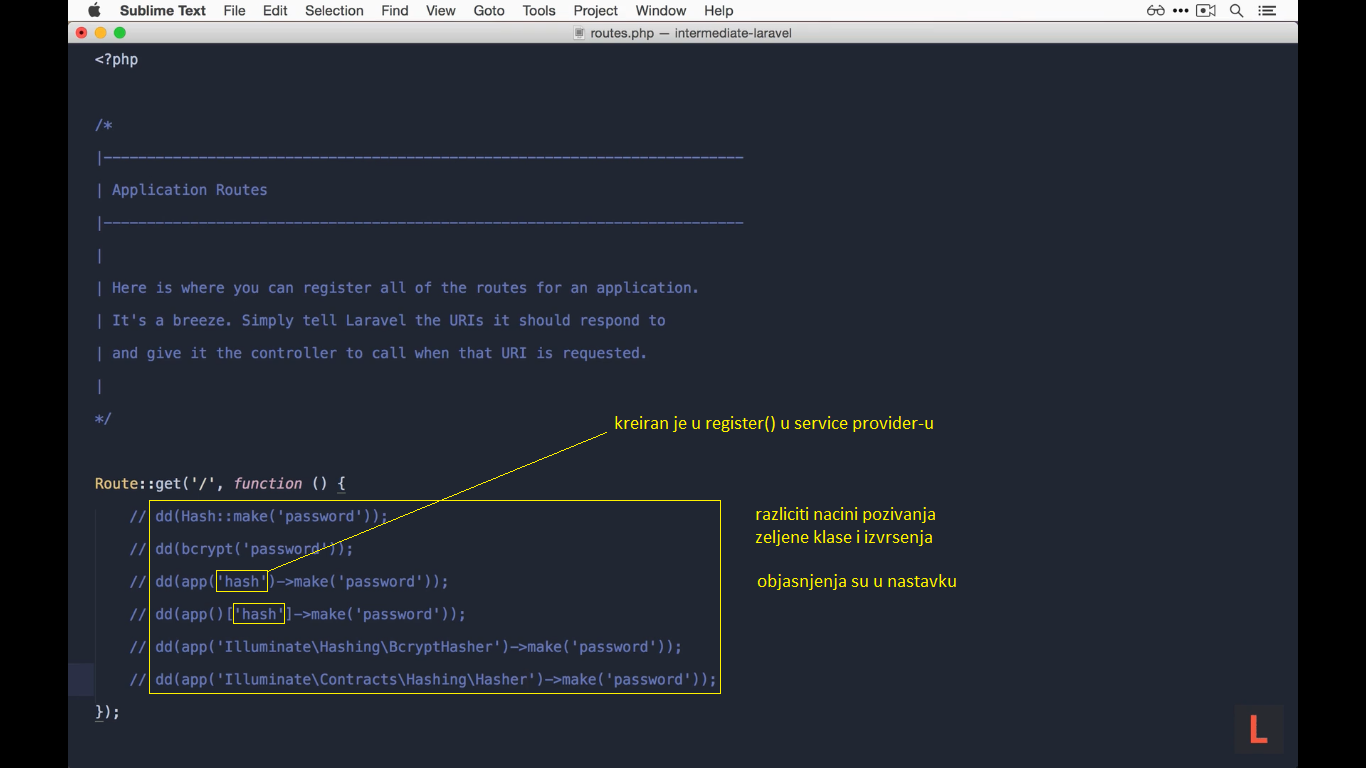 Sublime Text File Edit Selection Find View Goto Tools Project Window Help
routes.php — intermediate-laravel
<?php
/*
|--------------------------------------------------------------------------
| Application Routes
|--------------------------------------------------------------------------
|
| Here is where you can register all of the routes for an application.
| It's a breeze. Simply tell Laravel the URIs it should respond to
| and give it the controller to call when that URI is requested.
|
*/
kreiran je u register() u service provider-u
Route::get('/', function () {
// dd(Hash::make('password'));
// dd(bcrypt('password'));
// dd(app('hash')->make('password'));
// dd(app()['hash']->make('password'));
// dd(app('Illuminate\Hashing\BcryptHasher')->make('password'));
// dd(app('Illuminate\Contracts\Hashing\Hasher')->make('password'));
});
razliciti nacini pozivanja
zeljene klase i izvrsenja
objasnjenja su u nastavku
L